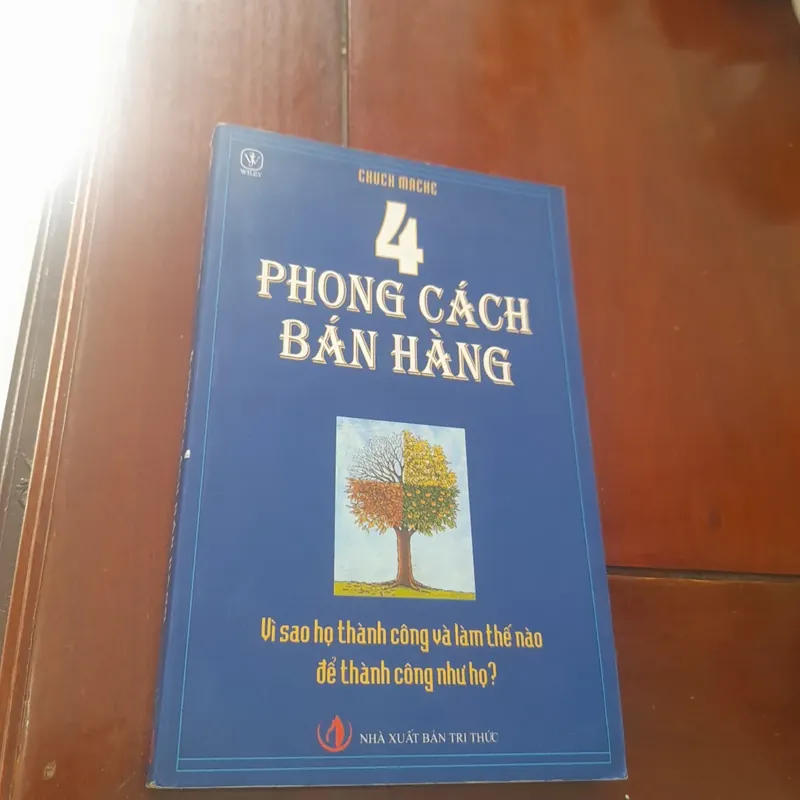 WILEY
CHUCK MACHE
4
PHONG CÁCH
BÁN HÀNG
Vì sao họ thành công và làm thế nào
để thành công như họ?
NHÀ XUẤT BẢN TRI THỨC